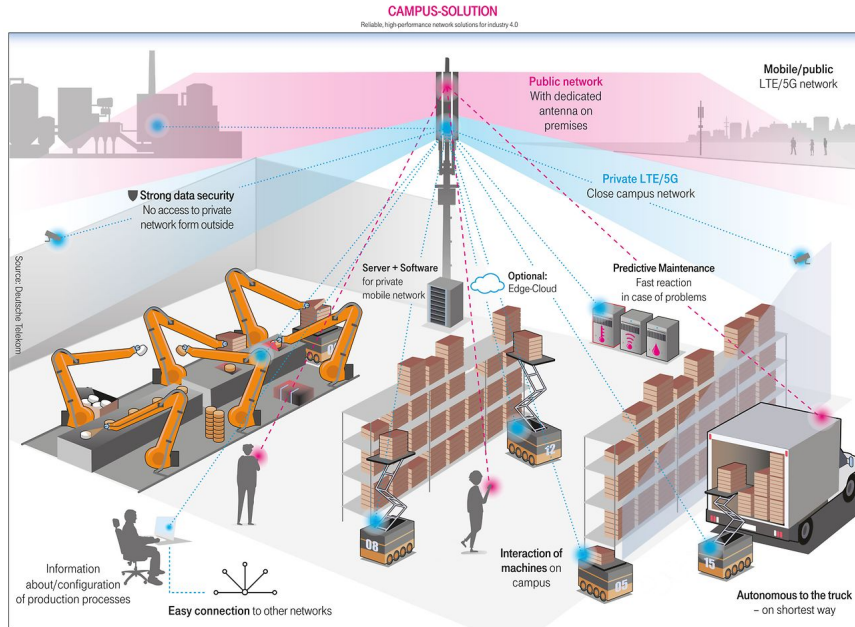 CAMPUS-SOLUTION
Reliable, high-performance network solutions for industry 4.0
Public network
With dedicated
antenna on
premises
Mobile/public
LTE/5G network
Strong data security
No access to private
network form outside
Private LTE/5G
Close campus network
Source: Deutsche Telekom
Server + Software
for private
mobile network
Optional:
Edge-Cloud
Predictive Maintenance
Fast reaction
in case of problems
12
08
05
15
Information
about/configuration
of production processes
Easy connection to other networks
Interaction of
machines on
campus
Autonomous to the truck
– on shortest way